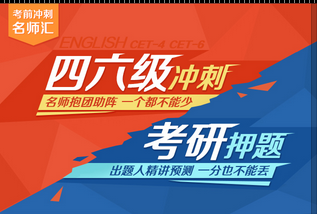 考前冲刺
名师汇
ENGLISH CET-4 CET-6
四六级冲刺
名师抱团助阵 一个都不能少
考研押题
出题人精讲预测 一分也不能丢